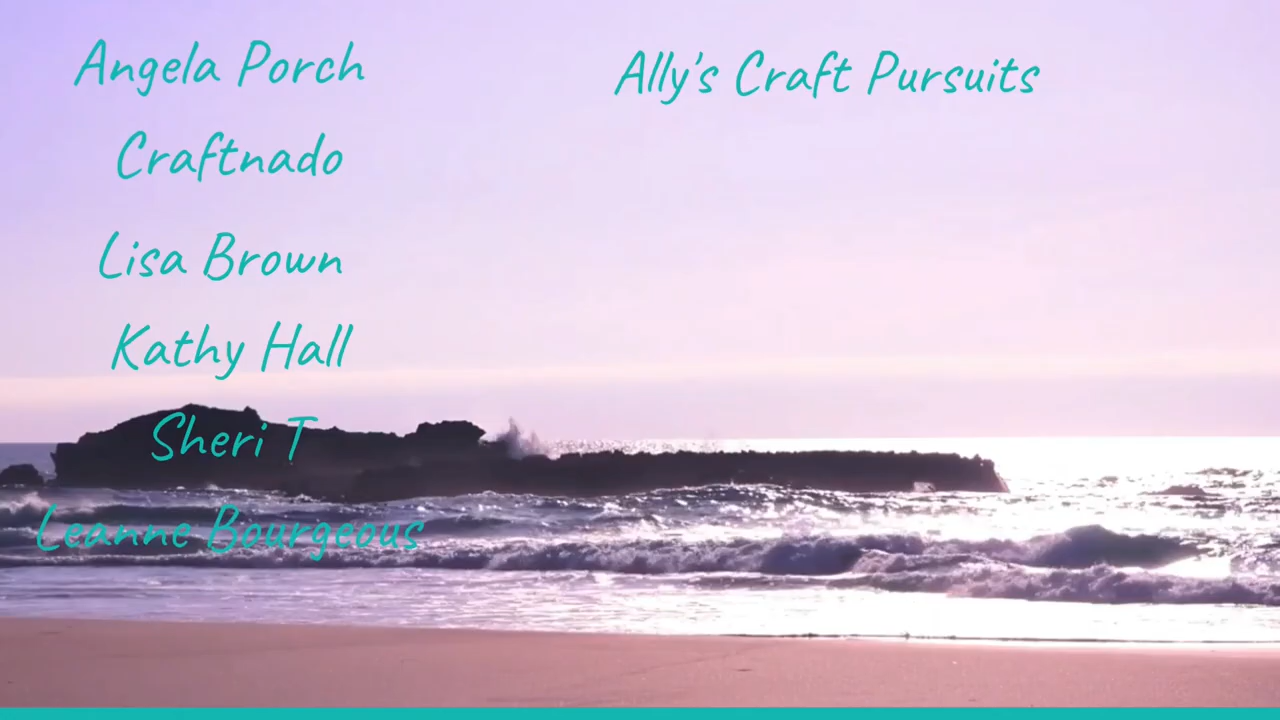 Angela Porch
Craftnado
Lisa Brown
Kathy Hall
Sheri T
Leanne Bourgeous
Ally's Craft Pursuits